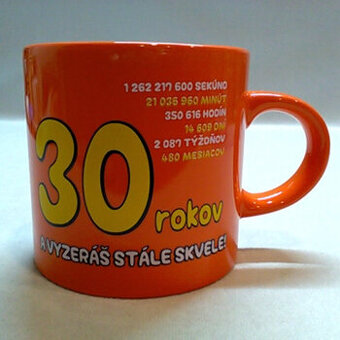 1 262 217 600 SEKÚND
21 036 960 MINÚT
350 616 HODÍN
14 609 DNÍ
2 087 TÝŽDŇOV
480 MESIACOV
30 rokov
A VYZERÁŠ STÁLE SKVELE!